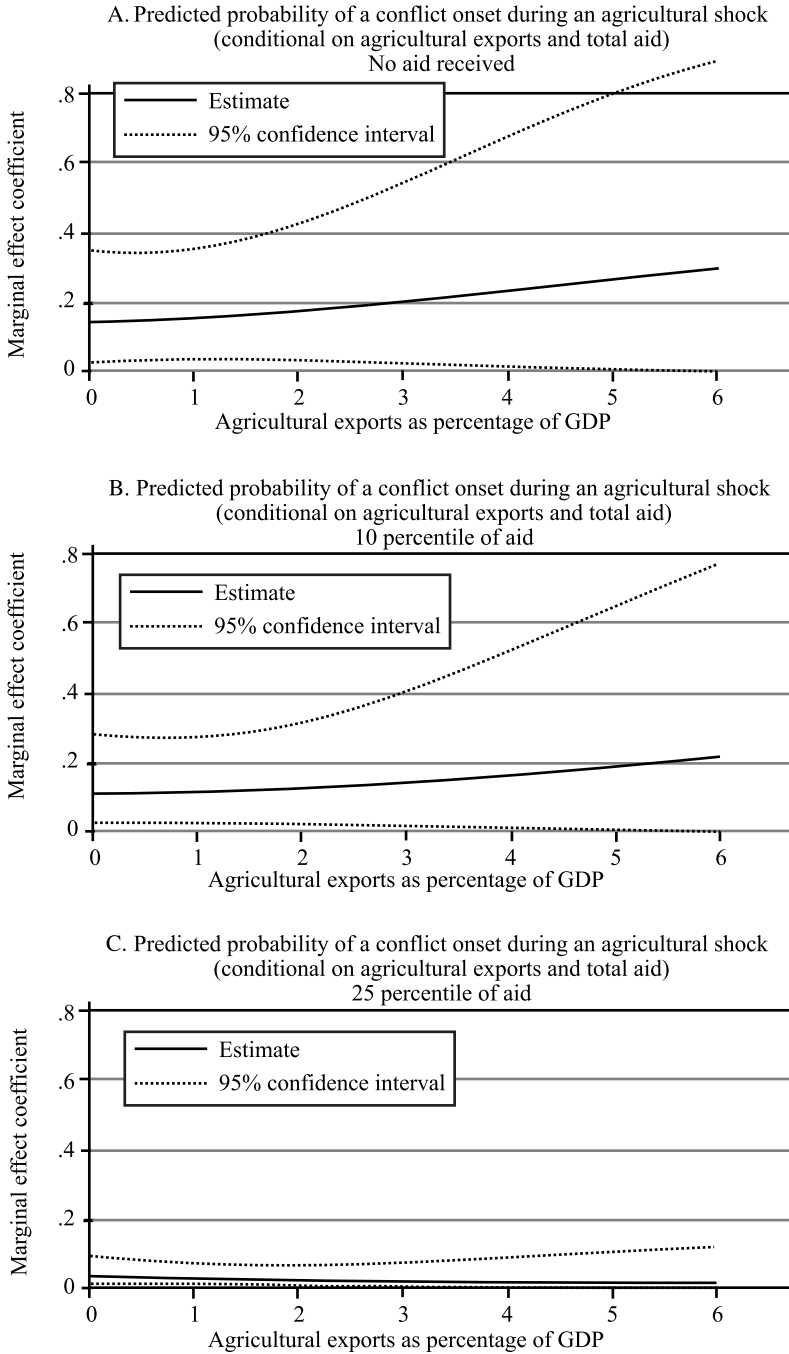 A. Predicted probability of a conflict onset during an agricultural shock
(conditional on agricultural exports and total aid)
No aid received
Marginal effect coefficient
.8
.6
.4
.2
0
Estimate
95% confidence interval
0 1 2 3 4 5 6
Agricultural exports as percentage of GDP
B. Predicted probability of a conflict onset during an agricultural shock
(conditional on agricultural exports and total aid)
10 percentile of aid
Marginal effect coefficient
.8
.6
.4
.2
0
Estimate
95% confidence interval
0 1 2 3 4 5 6
Agricultural exports as percentage of GDP
C. Predicted probability of a conflict onset during an agricultural shock
(conditional on agricultural exports and total aid)
25 percentile of aid
Marginal effect coefficient
.8
.6
.4
.2
0
Estimate
95% confidence interval
0 1 2 3 4 5 6
Agricultural exports as percentage of GDP